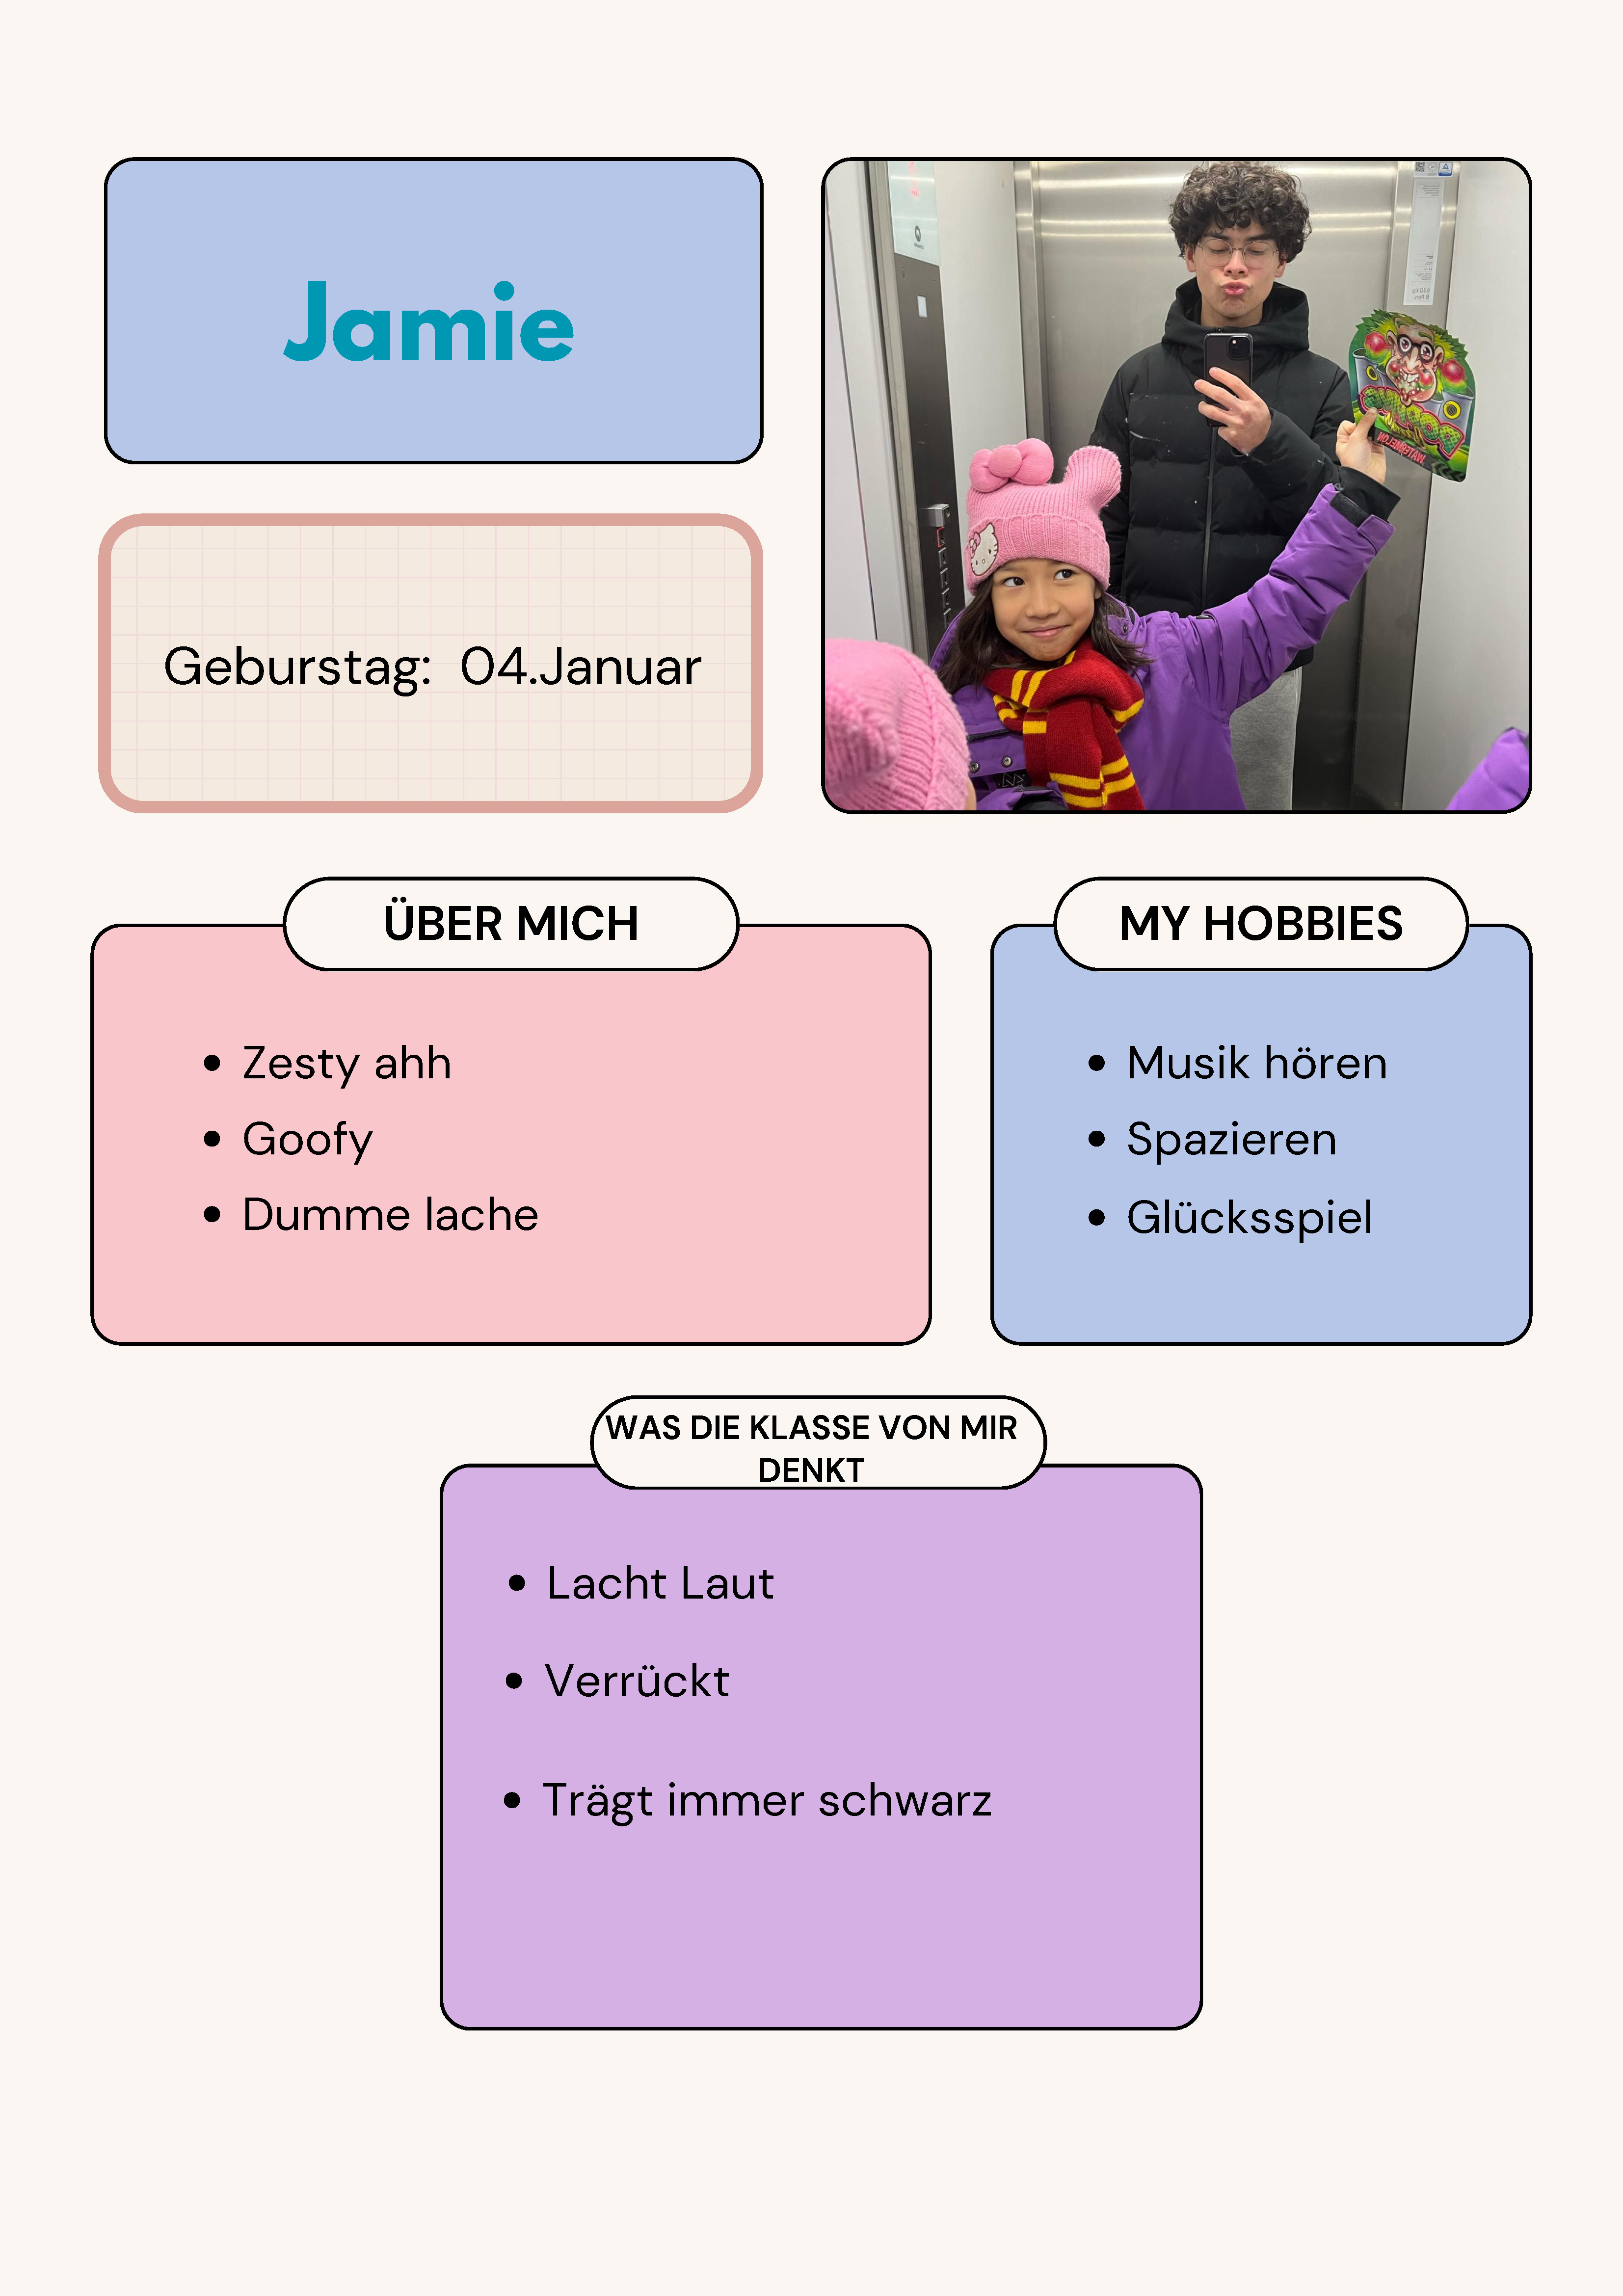 Jamie
Geburstag: 04.Januar
WATERMELON
ÜBER MICH
Zesty ahh
Goofy
Dumme lache
MY HOBBIES
Musik hören
Spazieren
Glücksspiel
WAS DIE KLASSE VON MIR
DENKT
Lacht Laut
Verrückt
Trägt immer schwarz